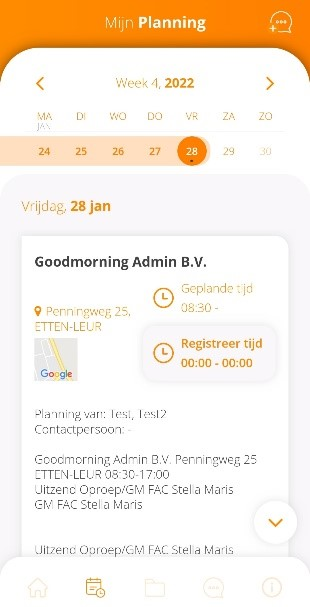 Mijn Planning
Week 4, 2022
MA DI WO DO VR ZA ZO
JAN
24 25 26 27 28 29 30
Vrijdag, 28 jan
Goodmorning Admin B.V.
Geplande tijd
08:30 -
Penningweg 25,
ETTEN-LEUR
Google
Registreer tijd
00:00 - 00:00
Planning van: Test, Test2
Contactpersoon: -
Goodmorning Admin B.V. Penningweg 25
ETTEN-LEUR 08:30-17:00
Uitzend Oproep/GM FAC Stella Maris
GM FAC Stella Maris
Uitzend Oproep/GM FAC Stella Maris